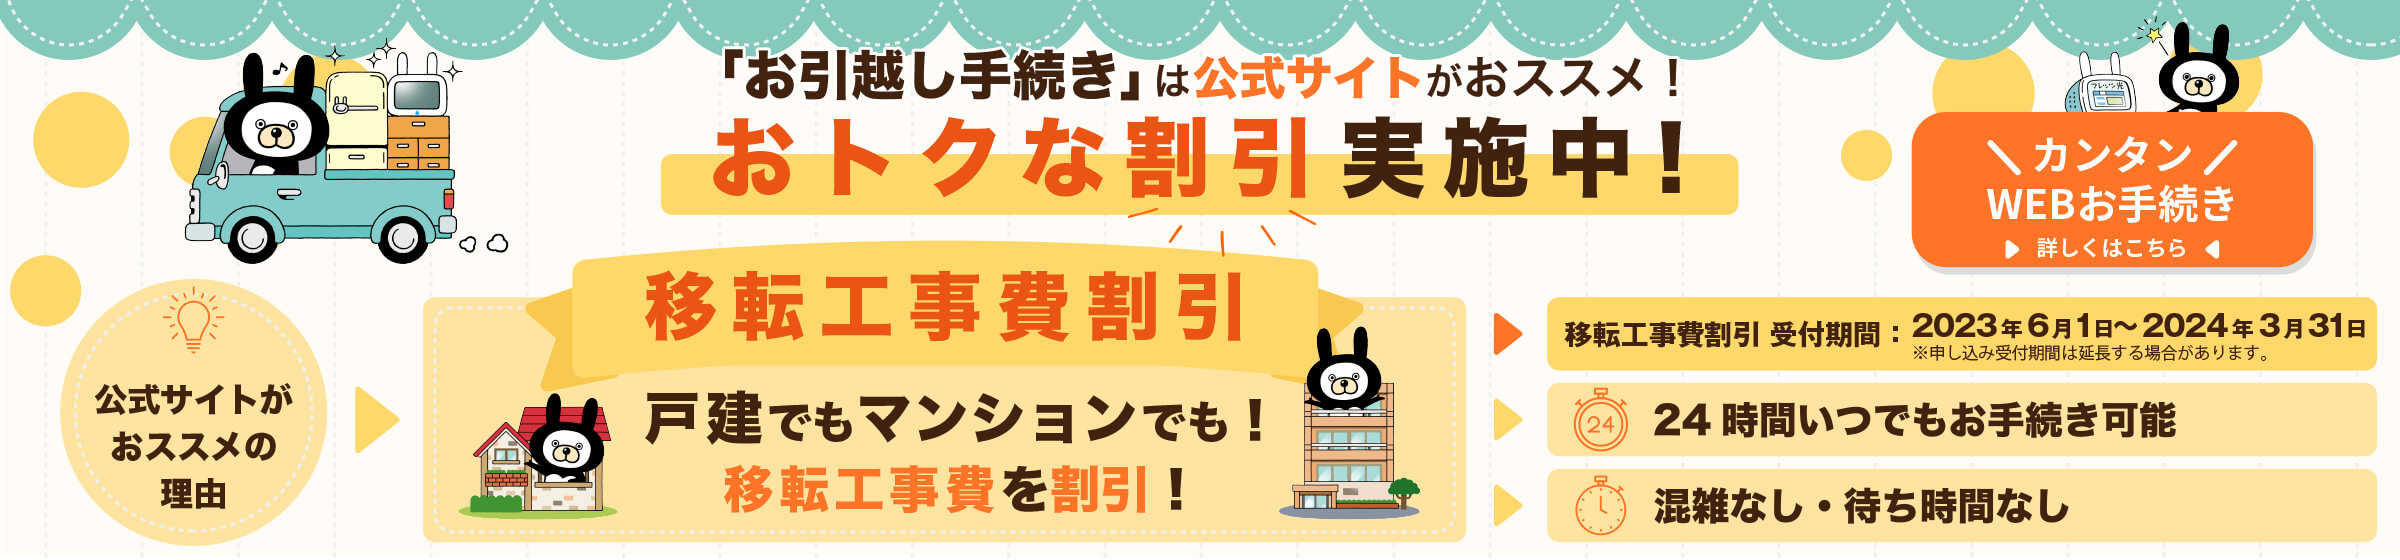 「お引越し手続き」は公式サイトがおススメ！
おトクな割引実施中！
フレッツ光
＼カンタン／
WEBお手続き
詳しくはこちら
公式サイトが
おススメの
理由
移転工事費割引
戸建でもマンションでも！
移転工事費を割引！
移転工事費割引 受付期間：2023年6月1日～2024年3月31日
※申し込み受付期間は延長する場合があります。
24
24時間いつでもお手続き可能
混雑なし・待ち時間なし